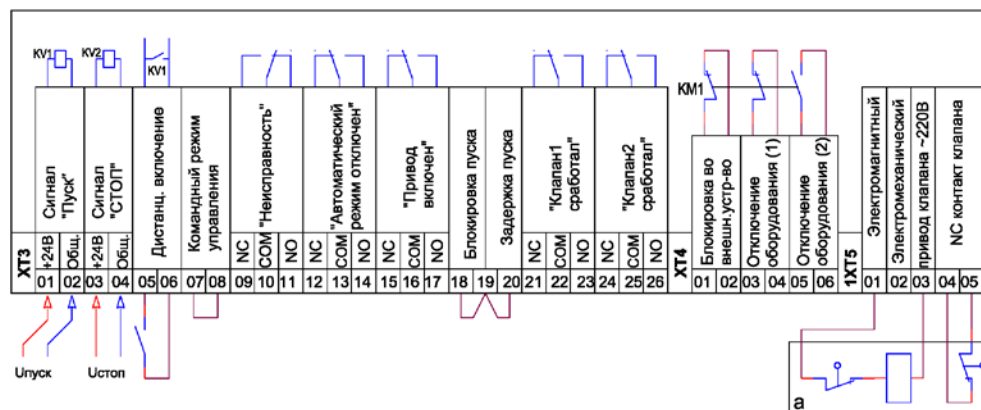 KV1
KV2
KV1
KM1
XT3
Сигнал
"Пуск"
+24В
Общ.
Сигнал
"СТОП"
+24В
Общ.
Дистанц. включение
Командный режим
управления
"Неисправность"
NC
COM
NO
"Автоматический
режим отключен"
NC
COM
NO
"Привод
включен"
NC
COM
NO
Блокировка пуска
Задержка пуска
"Клапан1
сработал"
NC
COM
NO
"Клапан2
сработал"
NC
COM
NO
XT4
Блокировка во
внешн.устр-во
Отключение
оборудования (1)
Отключение
оборудования (2)
1XT5
Электромагнитный
Электромеханический
привод клапана ~220В
NC контакт клапана
01 02 03 04 05 06 07 08 09 10 11 12 13 14 15 16 17 18 19 20 21 22 23 24 25 26 01 02 03 04 05 06 01 02 03 04 05
Uпуск
Uстоп
а